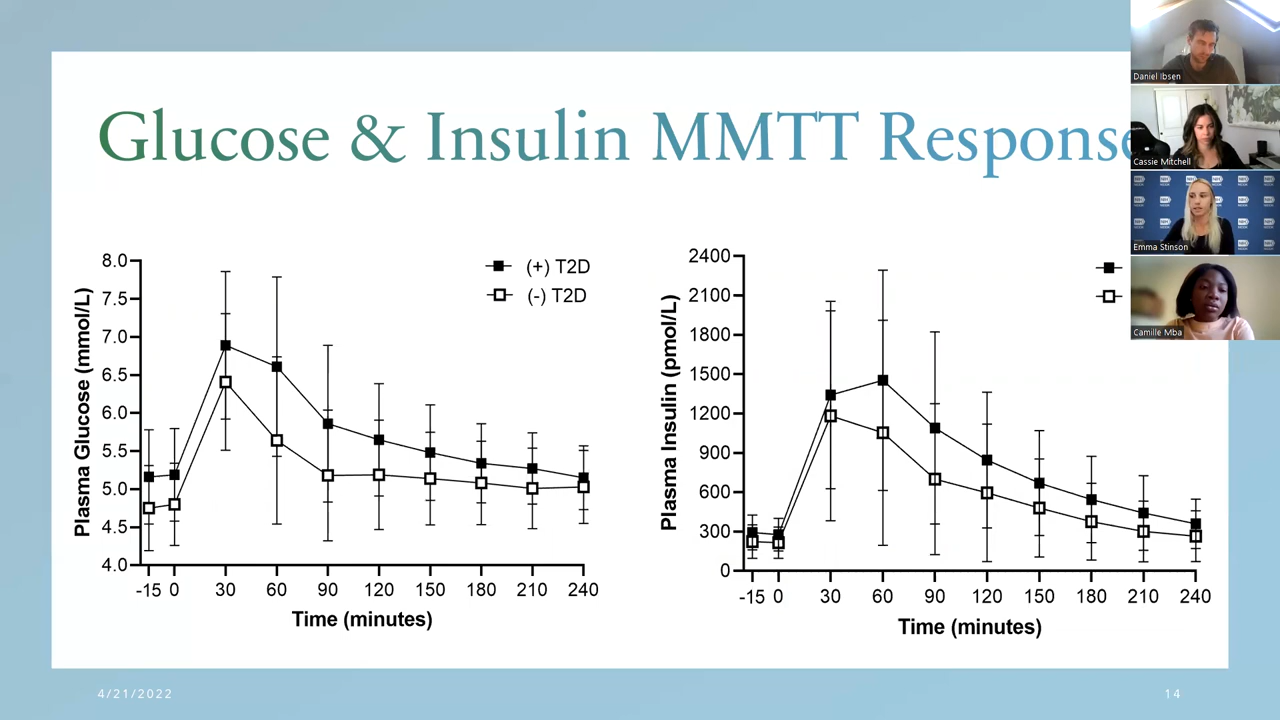 Glucose & Insulin MMTT Response
Daniel Ibsen
Cassie Mitchell
Emma Stinson
Camille Mba
(+) T2D
(-) T2D
Plasma Glucose (mmol/L)
8.0
7.5
7.0
6.5
6.0
5.5
5.0
4.5
4.0
-15 0 30 60 90 120 150 180 210 240
Time (minutes)
Plasma Insulin (pmol/L)
2400
2100
1800
1500
1200
900
600
300
0
-15 0 30 60 90 120 150 180 210 240
Time (minutes)
4/21/2022
14